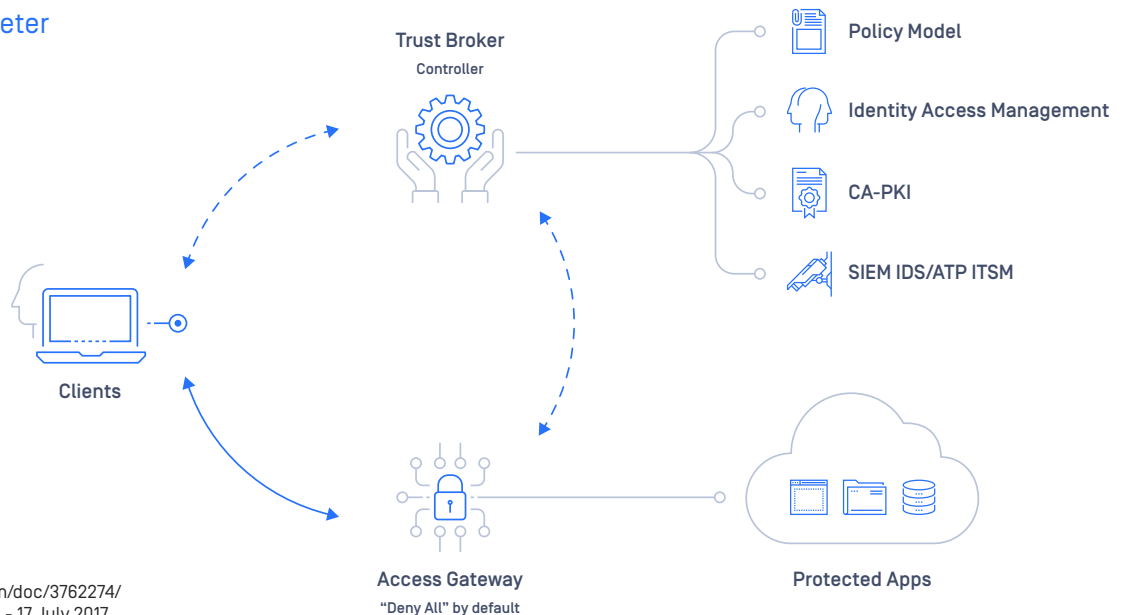 eter
Trust Broker
Controller
Policy Model
Identity Access Management
CA-PKI
SIEM IDS/ATP ITSM
Clients
Access Gateway
“Deny All” by default
Protected Apps
n/doc/3762274/
- 17 July 2017